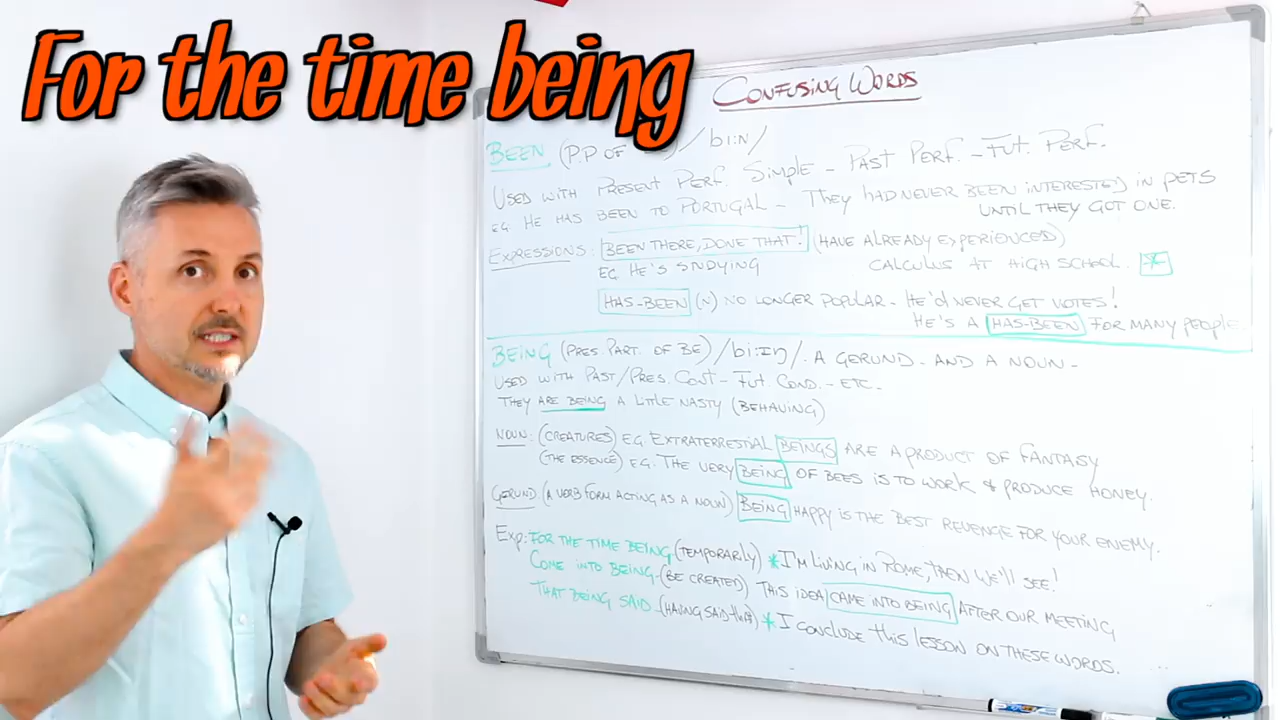 For the time being
CONFUSING WORDS
BEEN (P.P OF BE) /bi:N/
USED WITH PRESENT PERF. SIMPLE - PAST PERF. - FUT. PERF.
EG. HE HAS BEEN TO PORTUGAL - THEY HAD NEVER BEEN INTERESTED IN PETS
UNTIL THEY GOT ONE.
EXPRESSIONS: BEEN THERE, DONE THAT! (HAVE ALREADY EXPERIENCED)
EG. HE'S STUDYING CALCULUS AT HIGH SCHOOL. *
HAS-BEEN (N) NO LONGER POPULAR - HE'D NEVER GET VOTES!
HE'S A HAS-BEEN FOR MANY PEOPLE.
BEING (PRES. PART. OF BE) /bi:ɪŋ/. A GERUND - AND A NOUN -
USED WITH PAST/PRES. CONT - FUT. COND. - ETC.
THEY ARE BEING A LITTLE NASTY (BEHAVING)
NOUN: (CREATURES) E.G. EXTRATERRESTIAL BEINGS ARE A PRODUCT OF FANTASY
(THE ESSENCE) EG. THE VERY BEING OF BEES IS TO WORK & PRODUCE HONEY.
GERUND (A VERB FORM ACTING AS A NOUN) BEING HAPPY IS THE BEST REVENGE FOR YOUR ENEMY.
EXP: FOR THE TIME BEING (TEMPORARILY) * I'M LIVING IN ROME, THEN WE'LL SEE!
COME INTO BEING - (BE CREATED) THIS IDEA CAME INTO BEING AFTER OUR MEETING
THAT BEING SAID - (HAVING SAID that) * I CONCLUDE this LESSON ON THESE WORDS.